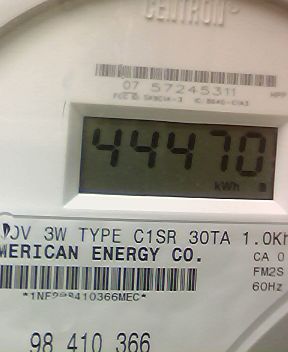 CENTRON®
07 57245311
44470
kWh
0V 3W TYPE C1SR 30TA 1.0Kh
MERICAN ENERGY CO.
CA 0
FM2S
60Hz
98 410 366